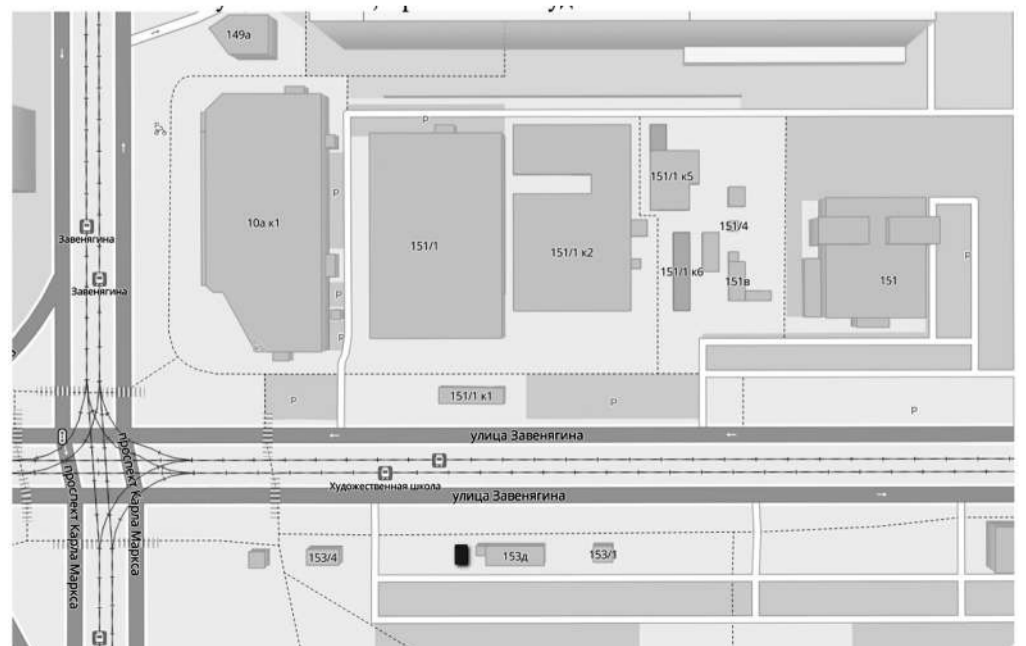 149а
P
151/1 к5
P
10а к1
151/4
Завенягина
151/1
151/1 к2
P
151/1 к6
151в
151
Завенягина
P
P
151/1 к1
P
P
P
улица Завенягина
проспект Карла Маркса
проспект Карла Маркса
Художественная школа
улица Завенягина
153/4
153д
153/1